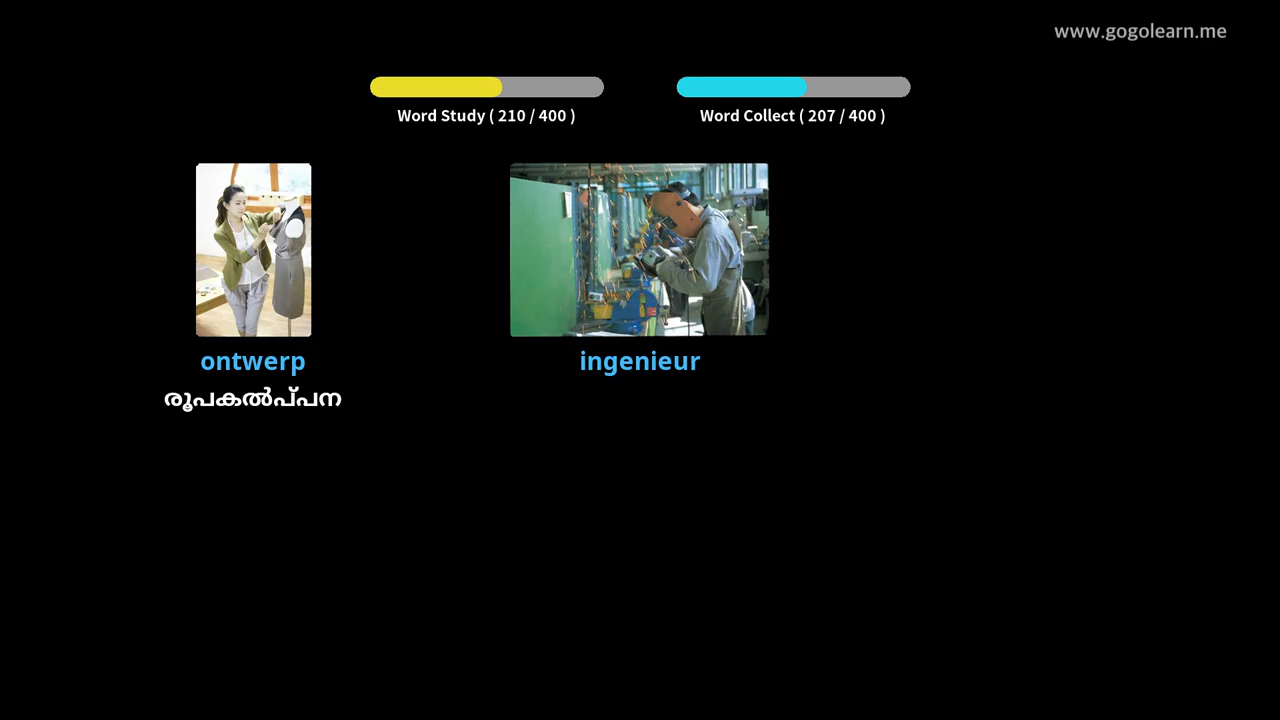 www.gogolearn.me
Word Study ( 210 / 400 )
Word Collect ( 207 / 400 )
ontwerp
ingenieur
രൂപകൽപ്പന